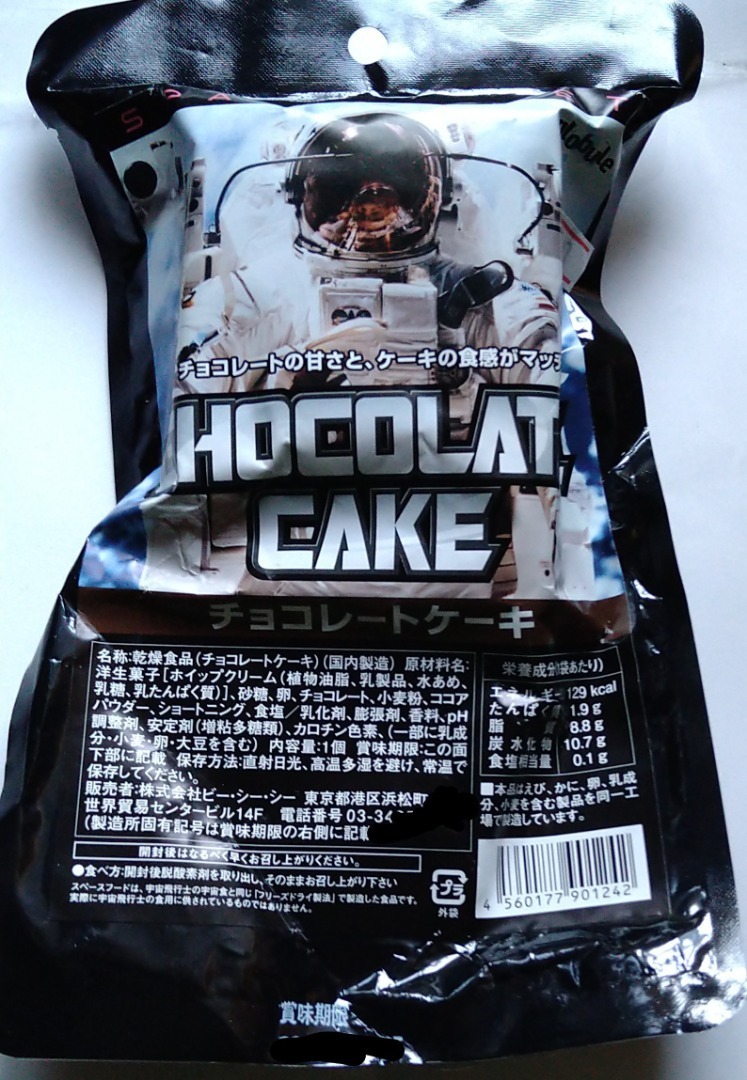 S
globule
チョコレートの甘さと、ケーキの食感がマッ
HOCOLAT
CAKE
チョコレートケーキ
名称:乾燥食品(チョコレートケーキ)(国内製造) 原材料名:
洋生菓子[ホイップクリーム(植物油脂、乳製品、水あめ、
乳糖、乳たんぱく質)]、砂糖、卵、チョコレート、小麦粉、ココア
パウダー、ショートニング、食塩/乳化剤、膨張剤、香料、pH
調整剤、安定剤(増粘多糖類)、カロチン色素、(一部に乳成
分・小麦・卵・大豆を含む) 内容量:1個 賞味期限:この面
下部に記載 保存方法:直射日光、高温多湿を避け、常温で
保存してください。
販売者:株式会社ビー・シー・シー 東京都港区浜松町
世界貿易センタービル14F 電話番号 03-34
(製造所固有記号は賞味期限の右側に記載
開封後はなるべく早くお召し上がりください。
●食べ方:開封後脱酸素剤を取り出し、そのままお召し上がり下さい
スペースフードは、宇宙飛行士の宇宙食と同じ「フリーズドライ製法」で製造した食品です。
実際に宇宙飛行士の食用に供されているものではありません。
栄養成分(1袋あたり)
エネルギー 129 kcal
たんぱく質 1.9 g
脂 質 8.8 g
炭水化物 10.7 g
食塩相当量 0.1 g
■本品はえび、かに、卵、乳成
分、小麦を含む製品を同一工
場で製造しています。
プラ
外袋
4 560177 901242
賞味期限